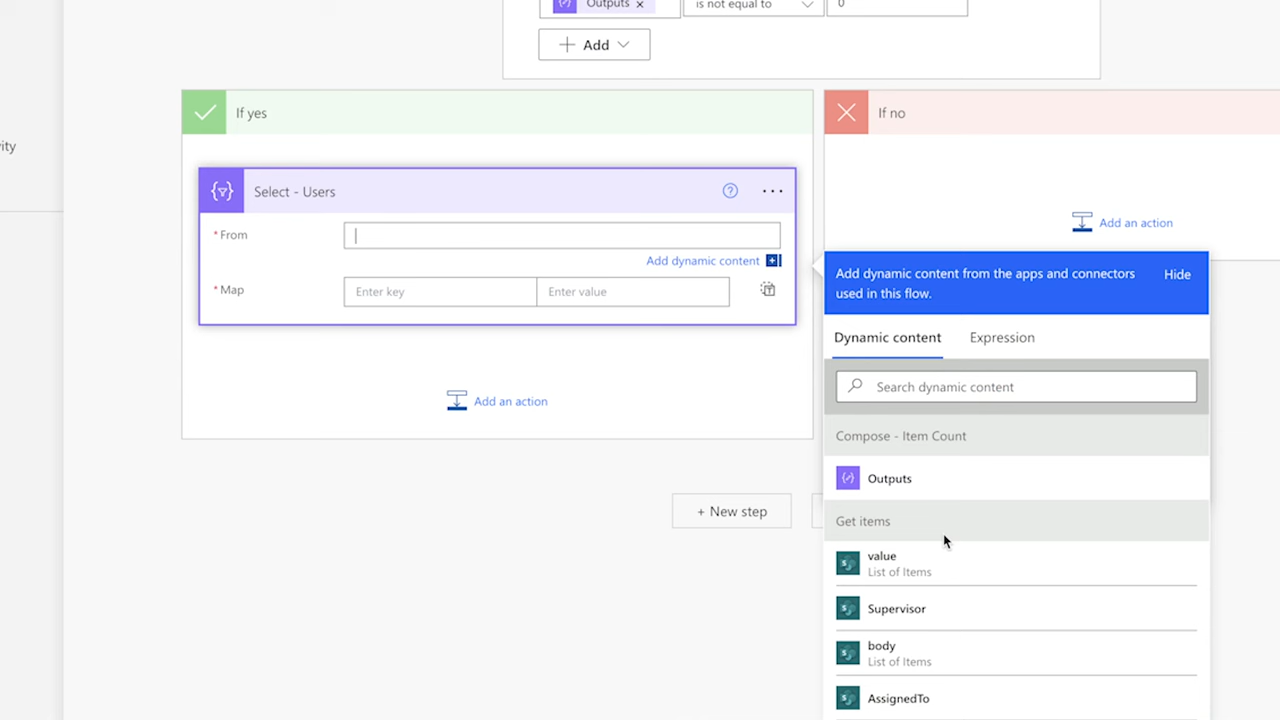 Outputs
is not equal to
0
Add
vity
If yes
If no
Select - Users
* From
Add dynamic content
* Map
Enter key
Enter value
Add an action
Add an action
Add dynamic content from the apps and connectors
used in this flow.
Hide
Dynamic content
Expression
Search dynamic content
Compose - Item Count
Outputs
Get items
value
List of Items
Supervisor
body
List of Items
AssignedTo
+ New step